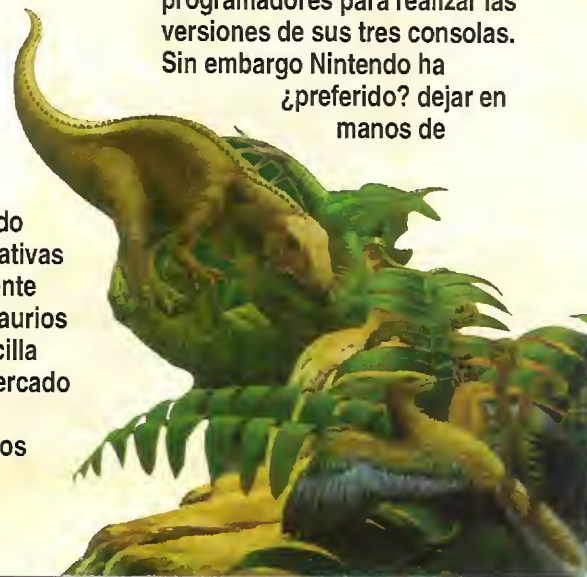 do
ativas
nte
aurios
cilla
ercado
os
programadores para realizar las
versiones de sus tres consolas.
Sin embargo Nintendo ha
¿preferido? dejar en
manos de